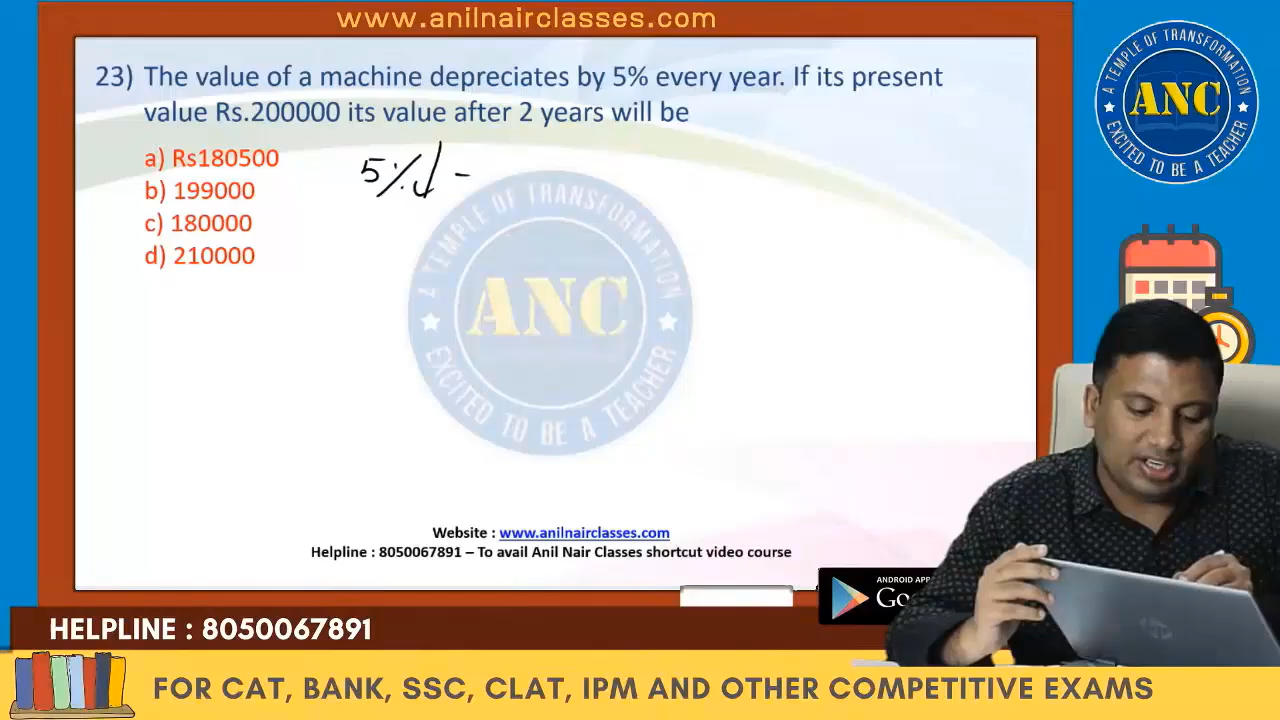 www.anilnairclasses.com
23) The value of a machine depreciates by 5% every year. If its present
value Rs.200000 its value after 2 years will be
a) Rs180500
b) 199000
c) 180000
d) 210000
5%↓ -
A TEMPLE OF TRANSFORMATION
ANC
EXCITED TO BE A TEACHER
A TEMPLE OF TRANSFORMATION
ANC
EXCITED TO BE A TEACHER
Website : www.anilnairclasses.com
Helpline : 8050067891 – To avail Anil Nair Classes shortcut video course
ANDROID APP
Goo
HELPLINE : 8050067891
FOR CAT, BANK, SSC, CLAT, IPM AND OTHER COMPETITIVE EXAMS